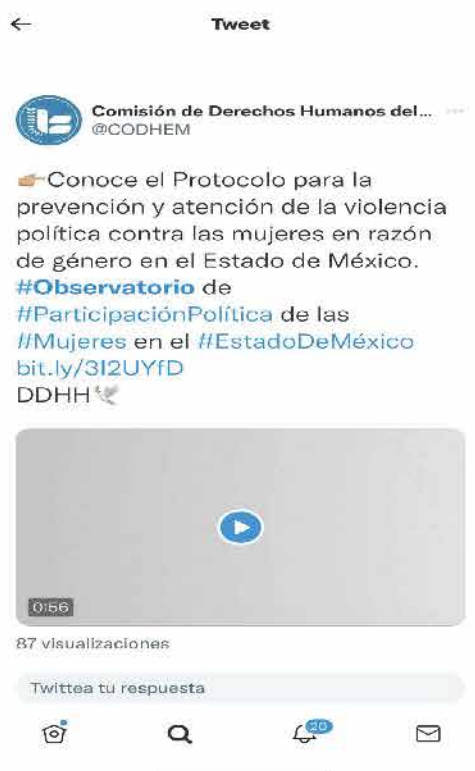 Tweet
Comisión de Derechos Humanos del...
@CODHEM
Conoce el Protocolo para la
prevención y atención de la violencia
política contra las mujeres en razón
de género en el Estado de México.
#Observatorio de
#ParticipaciónPolítica de las
#Mujeres en el #EstadoDeMéxico
bit.ly/3I2UYfD
DDHH
0:56
87 visualizaciones
Twittea tu respuesta
20